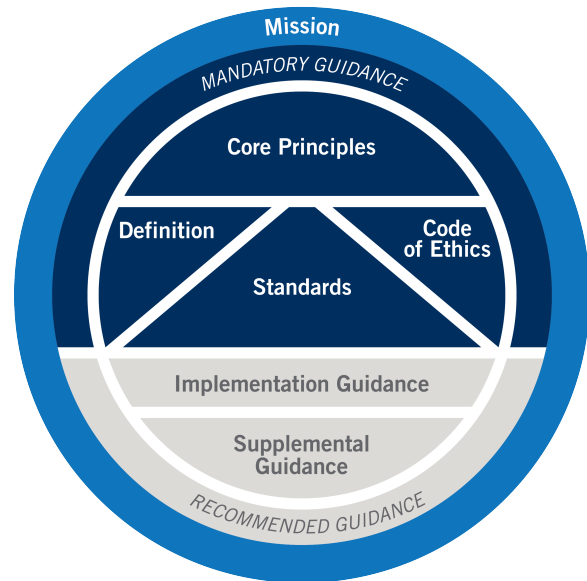 Mission
MANDATORY GUIDANCE
Core Principles
Definition
Code
of Ethics
Standards
Implementation Guidance
Supplemental
Guidance
RECOMMENDED GUIDANCE